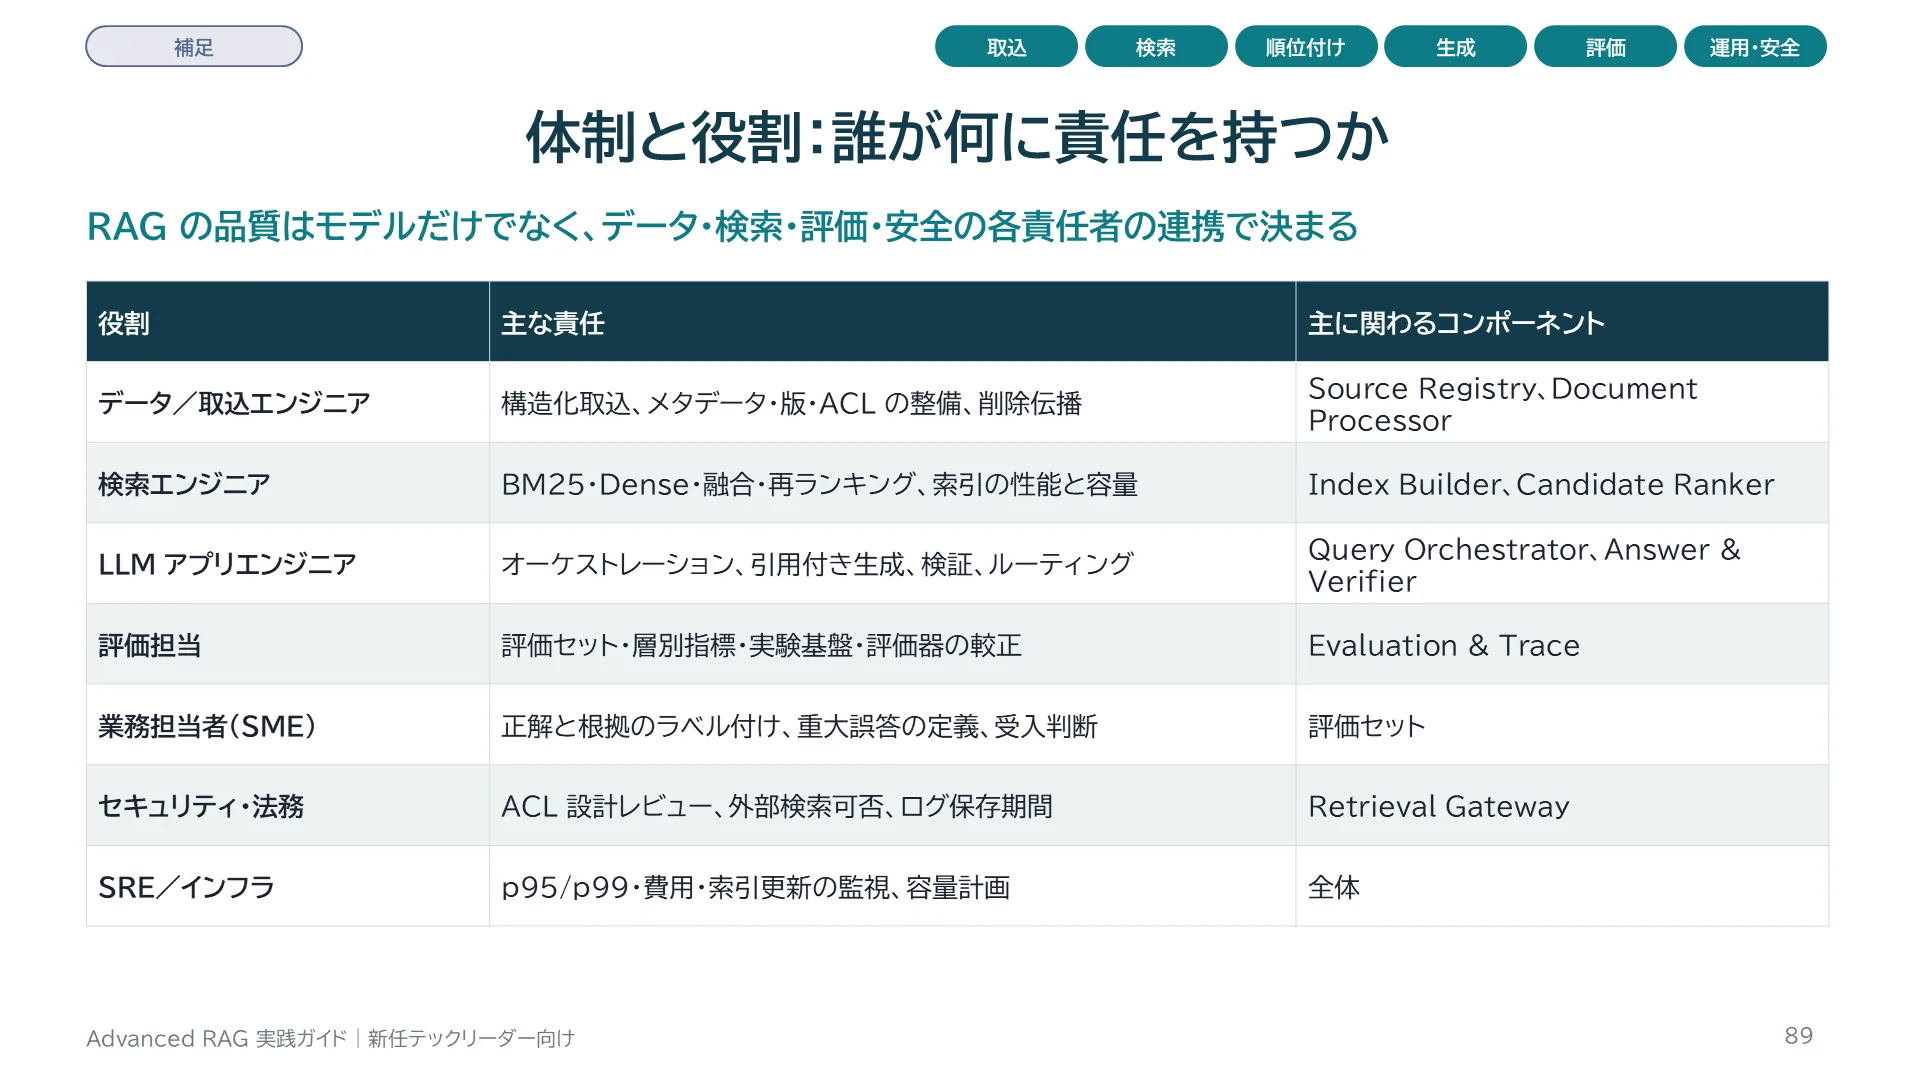 補足
取込
検索
順位付け
生成
評価
運用・安全
体制と役割：誰が何に責任を持つか
RAG の品質はモデルだけでなく、データ・検索・評価・安全の各責任者の連携で決まる
役割
主な責任
主に関わるコンポーネント
データ／取込エンジニア
構造化取込、メタデータ・版・ACL の整備、削除伝播
Source Registry、Document
Processor
検索エンジニア
BM25・Dense・融合・再ランキング、索引の性能と容量
Index Builder、Candidate Ranker
LLM アプリエンジニア
オーケストレーション、引用付き生成、検証、ルーティング
Query Orchestrator、Answer &
Verifier
評価担当
評価セット・層別指標・実験基盤・評価器の較正
Evaluation & Trace
業務担当者（SME）
正解と根拠のラベル付け、重大誤答の定義、受入判断
評価セット
セキュリティ・法務
ACL 設計レビュー、外部検索可否、ログ保存期間
Retrieval Gateway
SRE／インフラ
p95/p99・費用・索引更新の監視、容量計画
全体
Advanced RAG 実践ガイド｜新任テックリーダー向け
89